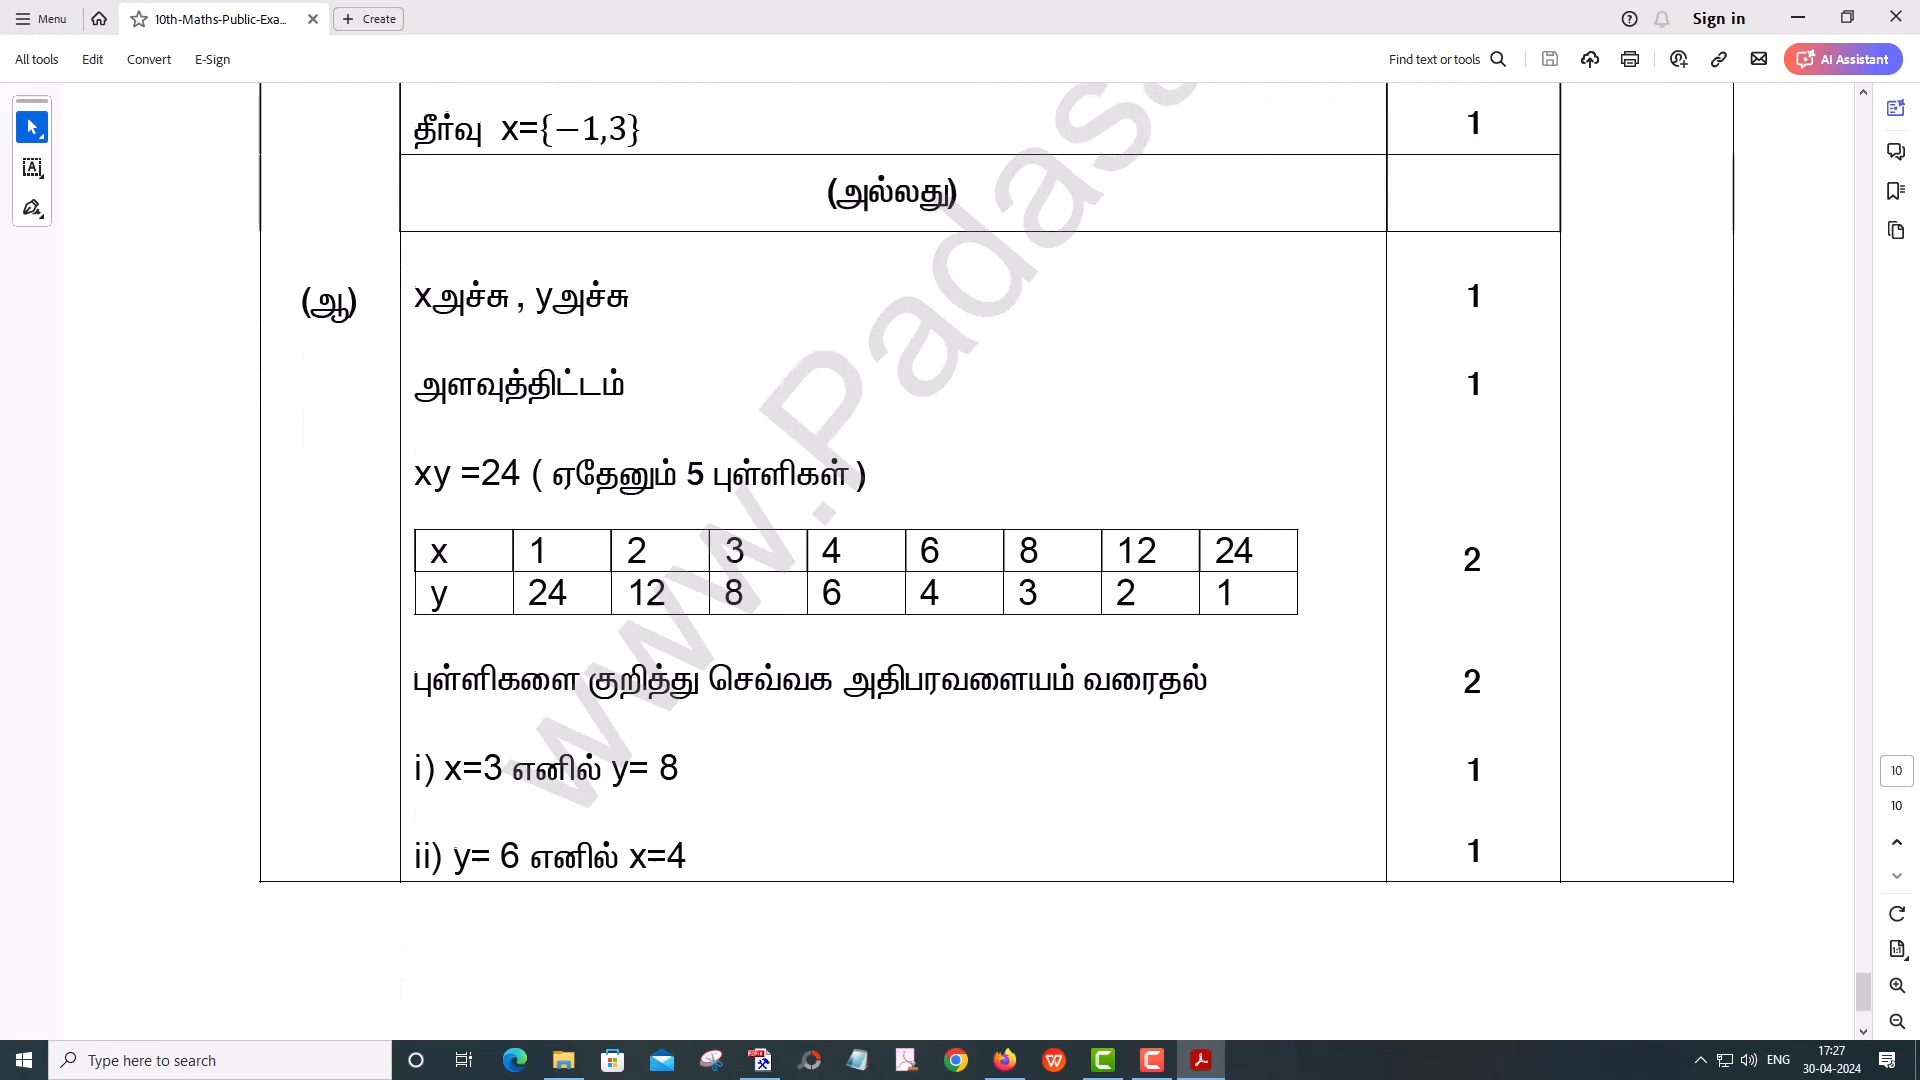 Menu
10th-Maths-Public-Exa...
Create
Sign in
All tools
Edit
Convert
E-Sign
Find text or tools
AI Assistant
தீர்வு x={−1,3}
1
(அல்லது)
(ஆ)
xஅச்சு , yஅச்சு
1
அளவுத்திட்டம்
1
xy =24 ( ஏதேனும் 5 புள்ளிகள் )
x 1 2 3 4 6 8 12 24
2
y 24 12 8 6 4 3 2 1
புள்ளிகளை குறித்து செவ்வக அதிபரவளையம் வரைதல்
2
i) x=3 எனில் y= 8
1
ii) y= 6 எனில் x=4
1
www.Padasa
10
10
Type here to search
ENG
17:27
30-04-2024